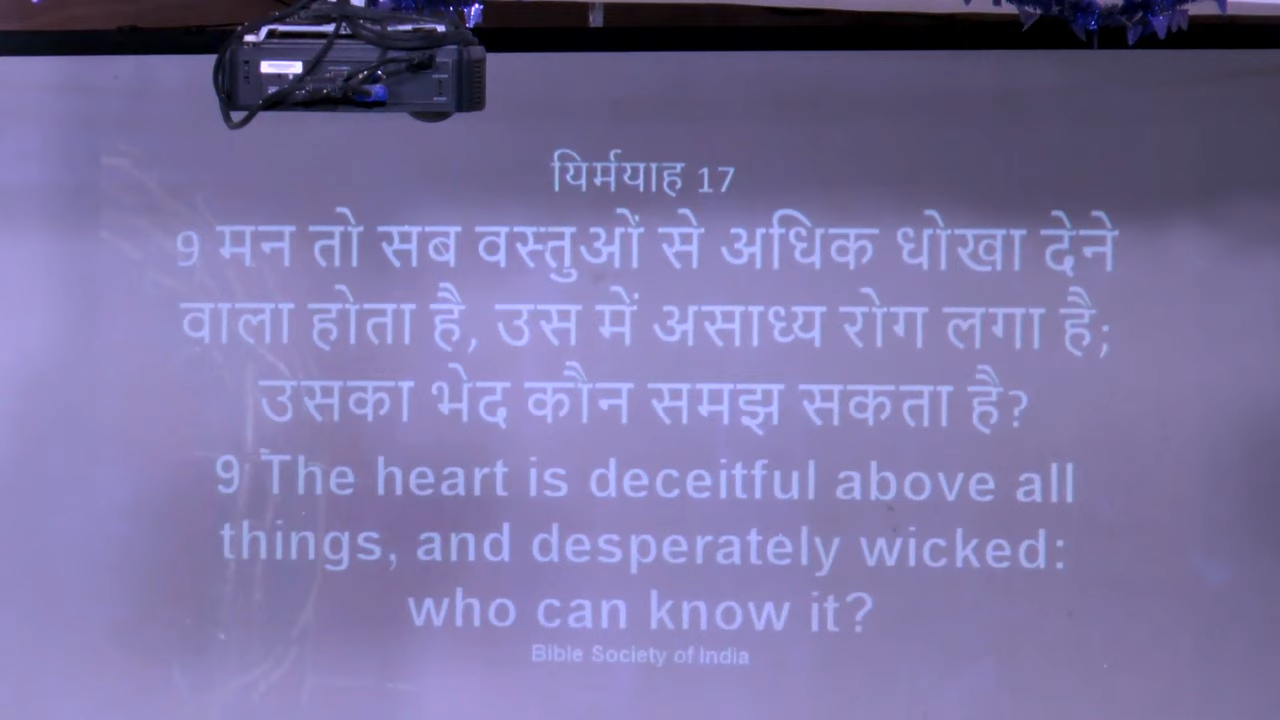 यिर्मयाह 17
9 मन तो सब वस्तुओं से अधिक धोखा देने
वाला होता है, उस में असाध्य रोग लगा है;
उसका भेद कौन समझ सकता है?
9 The heart is deceitful above all
things, and desperately wicked:
who can know it?
Bible Society of India